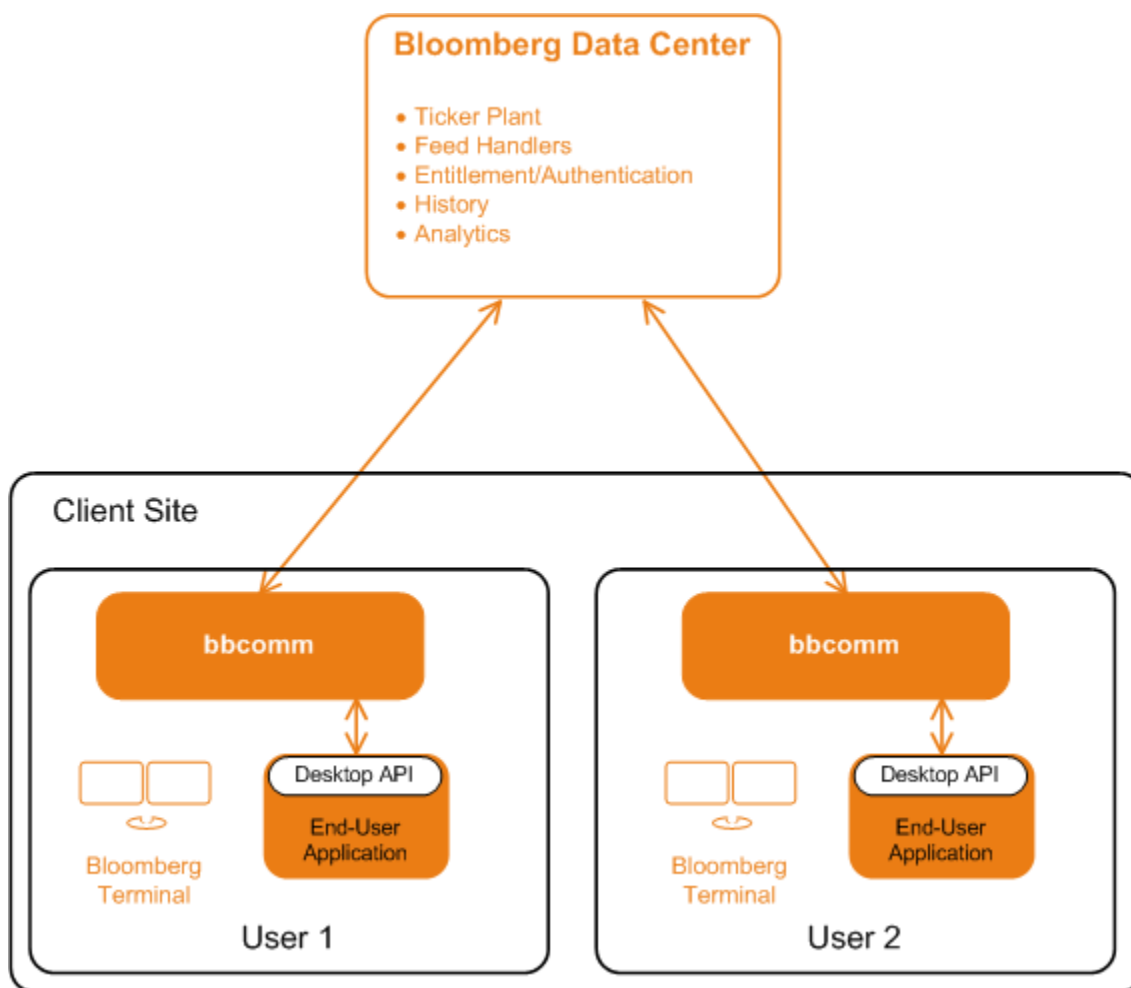 Bloomberg Data Center
• Ticker Plant
• Feed Handlers
• Entitlement/Authentication
• History
• Analytics
Client Site
bbcomm
Desktop API
End-User
Application
Bloomberg
Terminal
User 1
bbcomm
Desktop API
End-User
Application
Bloomberg
Terminal
User 2